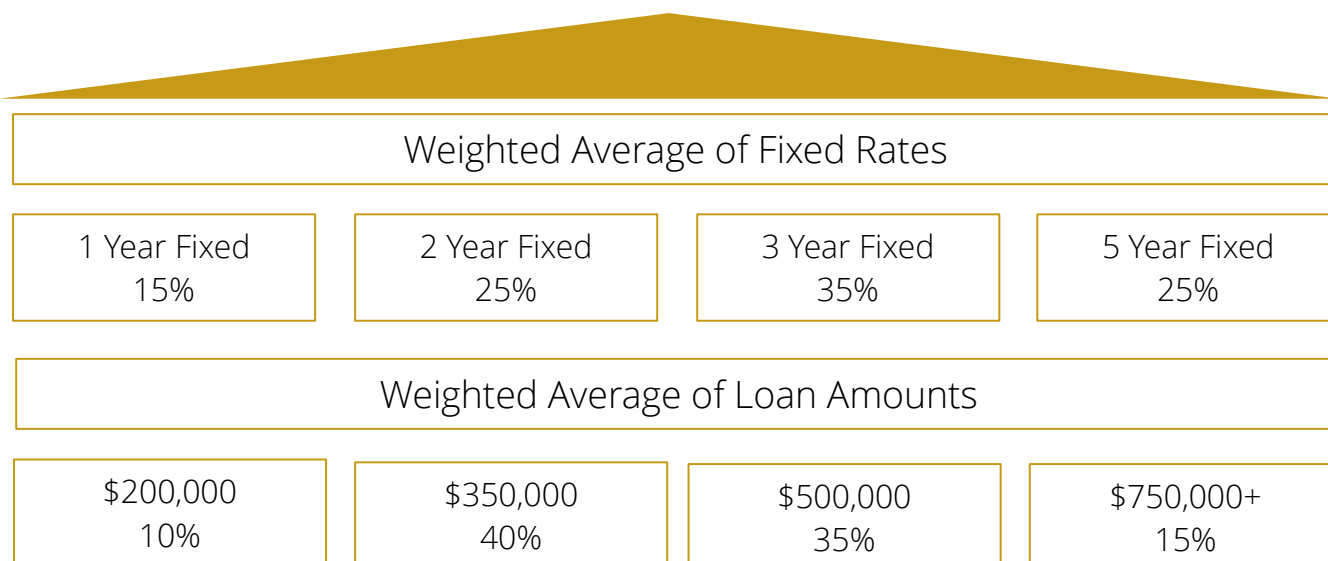 Weighted Average of Fixed Rates
1 Year Fixed
15%
2 Year Fixed
25%
3 Year Fixed
35%
5 Year Fixed
25%
Weighted Average of Loan Amounts
$200,000
10%
$350,000
40%
$500,000
35%
$750,000+
15%